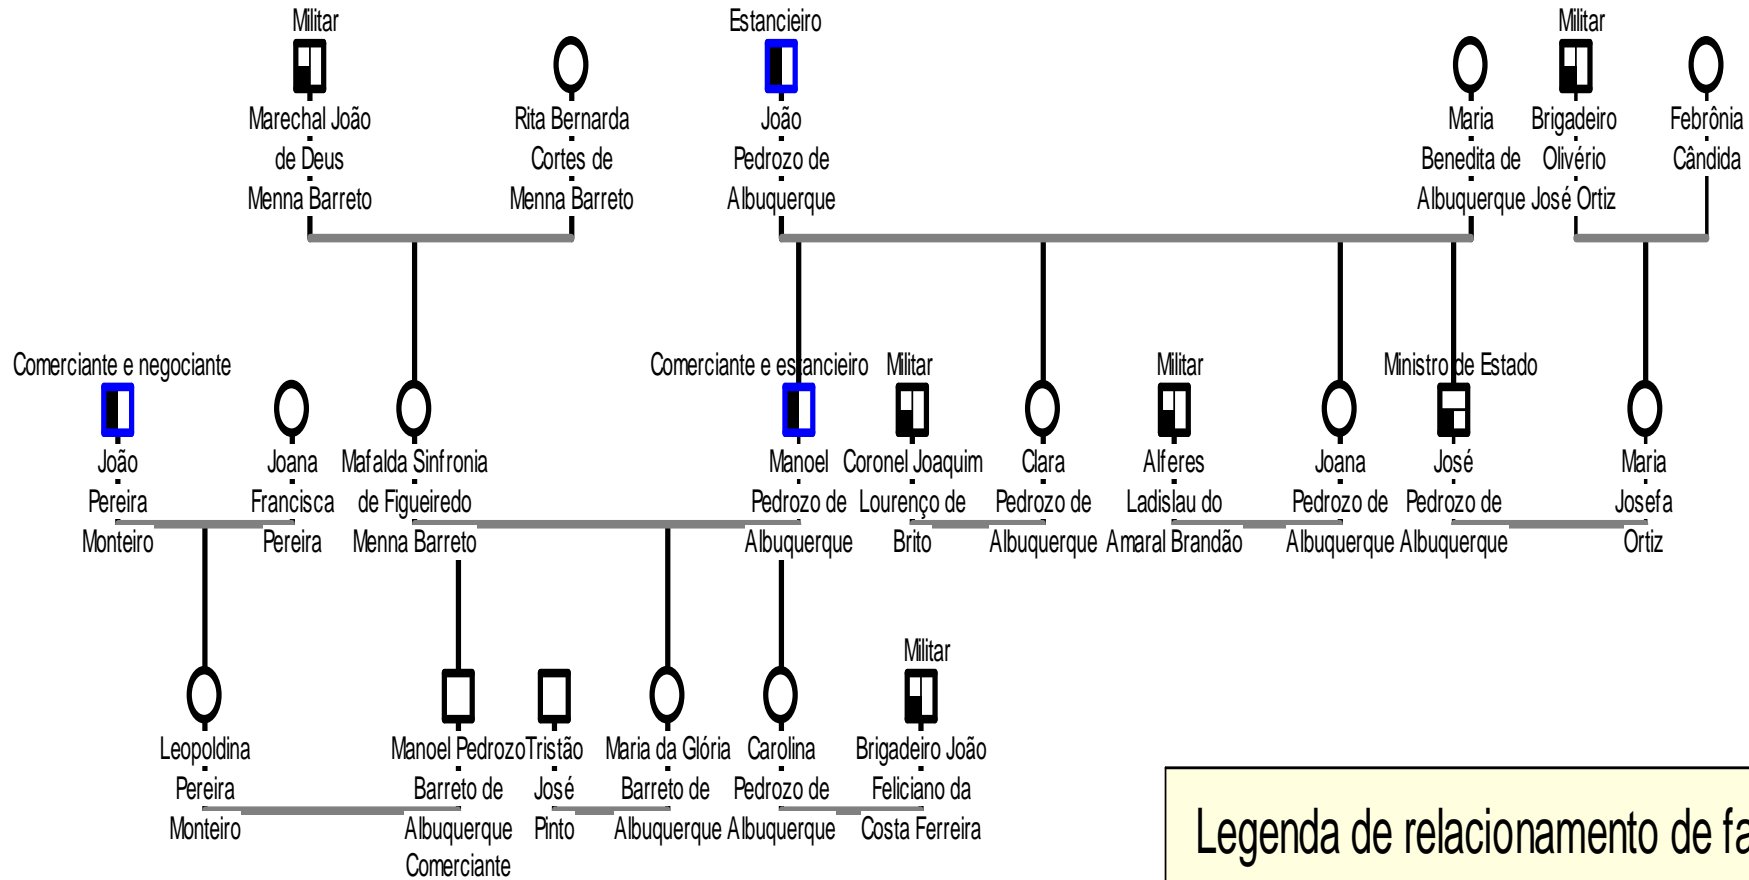 Militar
Marechal João
de Deus
Menna Barreto
Rita Bernarda
Cortes de
Menna Barreto
Estancieiro
João
Pedrozo de
Albuquerque
Maria
Benedita de
Albuquerque
Militar
Brigadeiro
Olivério
José Ortiz
Febrônia
Cândida
Comerciante e negociante
João
Pereira
Monteiro
Joana
Francisca
Pereira
Mafalda Sinfronia
de Figueiredo
Menna Barreto
Comerciante e estancieiro
Manoel
Pedrozo de
Albuquerque
Militar
Coronel Joaquim
Lourenço de
Brito
Clara
Pedrozo de
Albuquerque
Militar
Alferes
Ladislau do
Amaral Brandão
Joana
Pedrozo de
Albuquerque
Ministro de Estado
José
Pedrozo de
Albuquerque
Maria
Josefa
Ortiz
Leopoldina
Pereira
Monteiro
Manoel Pedrozo
Barreto de
Albuquerque
Comerciante
Tristão
José
Pinto
Maria da Glória
Barreto de
Albuquerque
Carolina
Pedrozo de
Albuquerque
Militar
Brigadeiro João
Feliciano da
Costa Ferreira
Legenda de relacionamento de fa